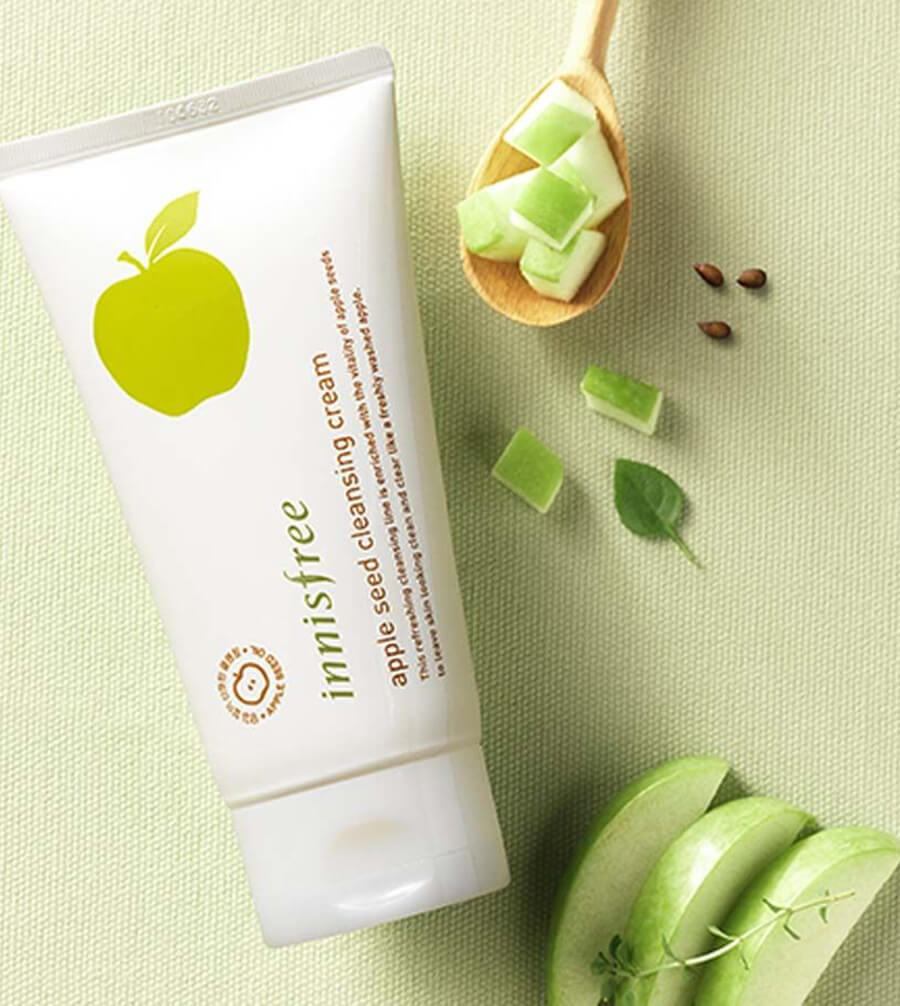 innisfree
apple seed cleansing cream
This refreshing cleansing line is enriched with the vitality of apple seeds
to leave skin looking clean and clear like a freshly washed apple.
APPLE SEED OIL